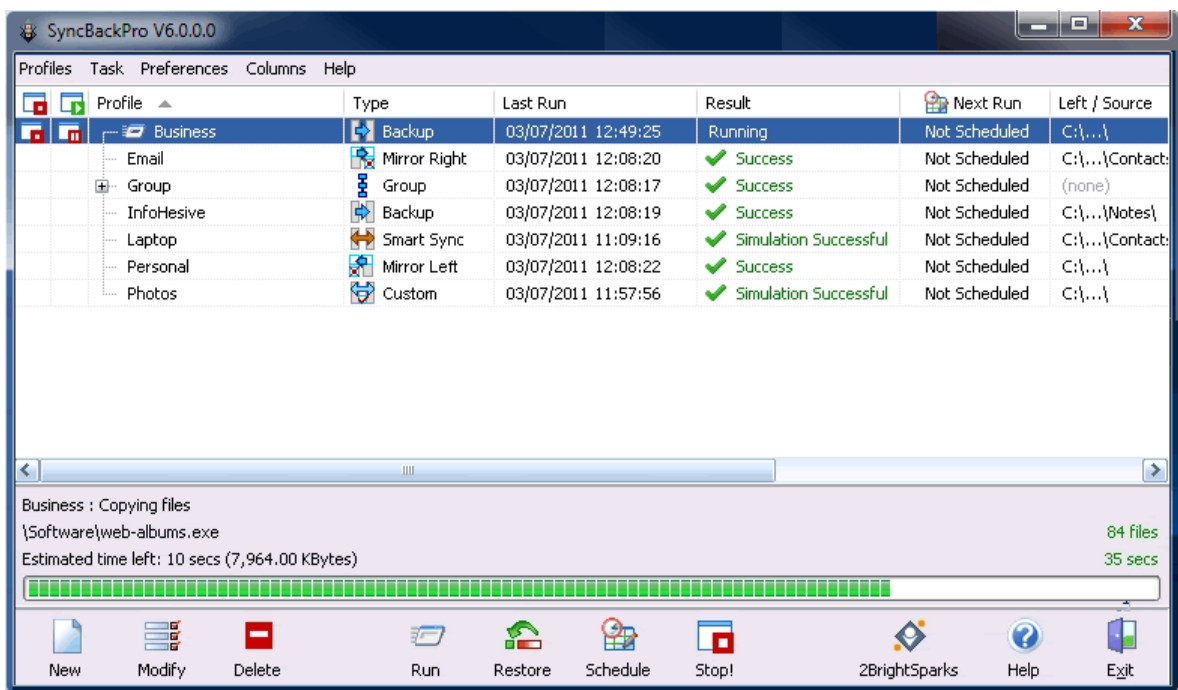 SyncBackPro V6.0.0.0
Profiles Task Preferences Columns Help
Profile Type Last Run Result Next Run Left / Source
Business Backup 03/07/2011 12:49:25 Running Not Scheduled C:\...\
Email Mirror Right 03/07/2011 12:08:20 Success Not Scheduled C:\...\Contact:
Group Group 03/07/2011 12:08:17 Success Not Scheduled (none)
InfoHesive Backup 03/07/2011 12:08:19 Success Not Scheduled C:\...\Notes\
Laptop Smart Sync 03/07/2011 11:09:16 Simulation Successful Not Scheduled C:\...\Contact:
Personal Mirror Left 03/07/2011 12:08:22 Success Not Scheduled C:\...\
Photos Custom 03/07/2011 11:57:56 Simulation Successful Not Scheduled C:\...\
Business : Copying files
\Software\web-albums.exe 84 files
Estimated time left: 10 secs (7,964.00 KBytes) 35 secs
New Modify Delete Run Restore Schedule Stop! 2BrightSparks Help Exit